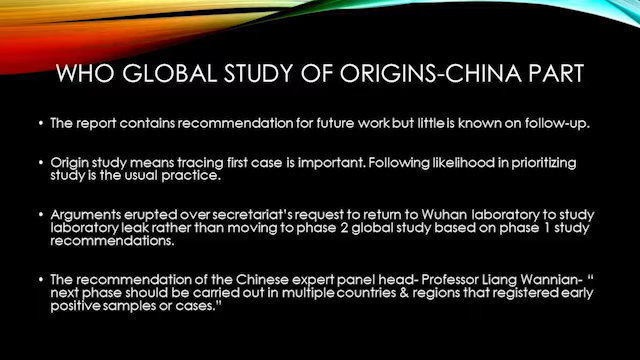 WHO GLOBAL STUDY OF ORIGINS-CHINA PART
• The report contains recommendation for future work but little is known on follow-up.
• Origin study means tracing first case is important. Following likelihood in prioritizing
study is the usual practice.
• Arguments erupted over secretariat's request to return to Wuhan laboratory to study
laboratory leak rather than moving to phase 2 global study based on phase 1 study
recommendations.
• The recommendation of the Chinese expert panel head- Professor Liang Wannian- “
next phase should be carried out in multiple countries & regions that registered early
positive samples or cases.”